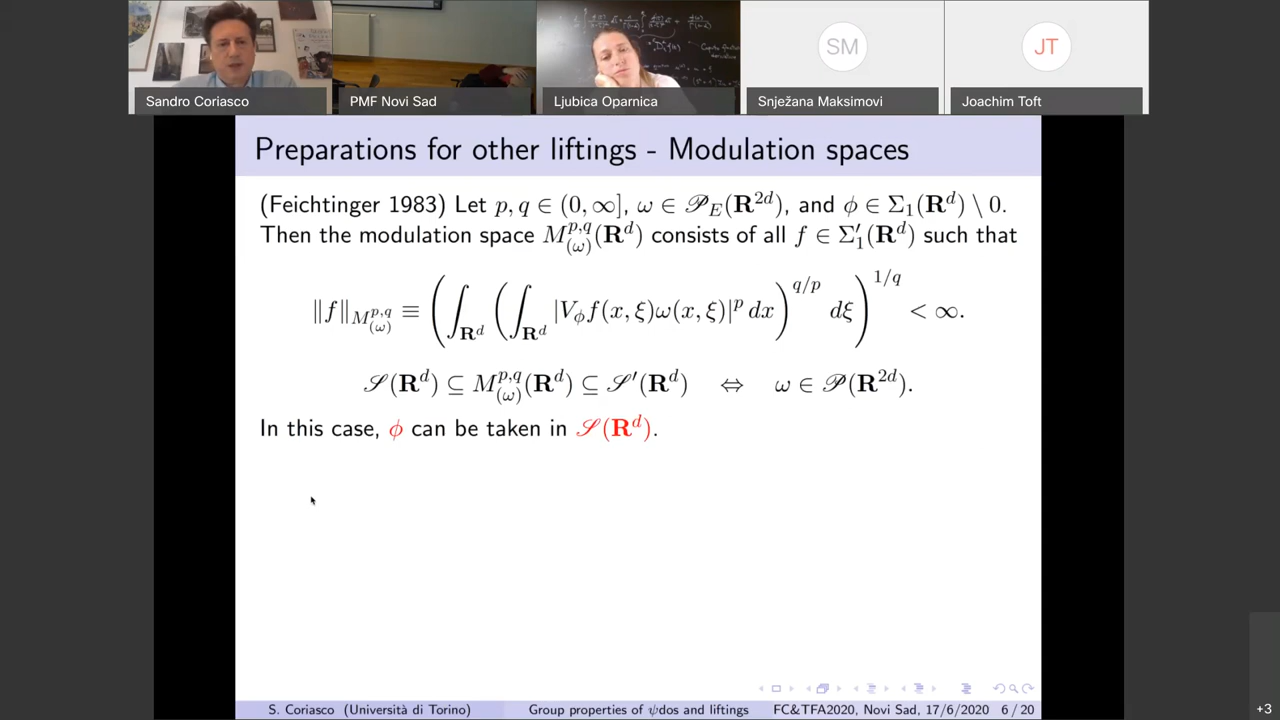 SM
JT
Sandro Coriasco
PMF Novi Sad
Ljubica Oparnica
Snježana Maksimovi
Joachim Toft
Preparations for other liftings - Modulation spaces
(Feichtinger 1983) Let p, q ∈ (0, ∞], ω ∈ 𝒫_E(R^{2d}), and ϕ ∈ Σ_1(R^d) \ 0.
Then the modulation space M^{p,q}_{(ω)}(R^d) consists of all f ∈ Σ'_1(R^d) such that
‖f‖_{M^{p,q}_{(ω)}} ≡ (∫_{R^d} (∫_{R^d} |V_ϕ f(x, ξ)ω(x, ξ)|^p dx)^{q/p} dξ)^{1/q} < ∞.
𝒮(R^d) ⊆ M^{p,q}_{(ω)}(R^d) ⊆ 𝒮'(R^d) ⇔ ω ∈ 𝒫(R^{2d}).
In this case, ϕ can be taken in 𝒮(R^d).
S. Coriasco (Università di Torino) Group properties of ψdos and liftings FC&TFA2020, Novi Sad, 17/6/2020 6 / 20
+3